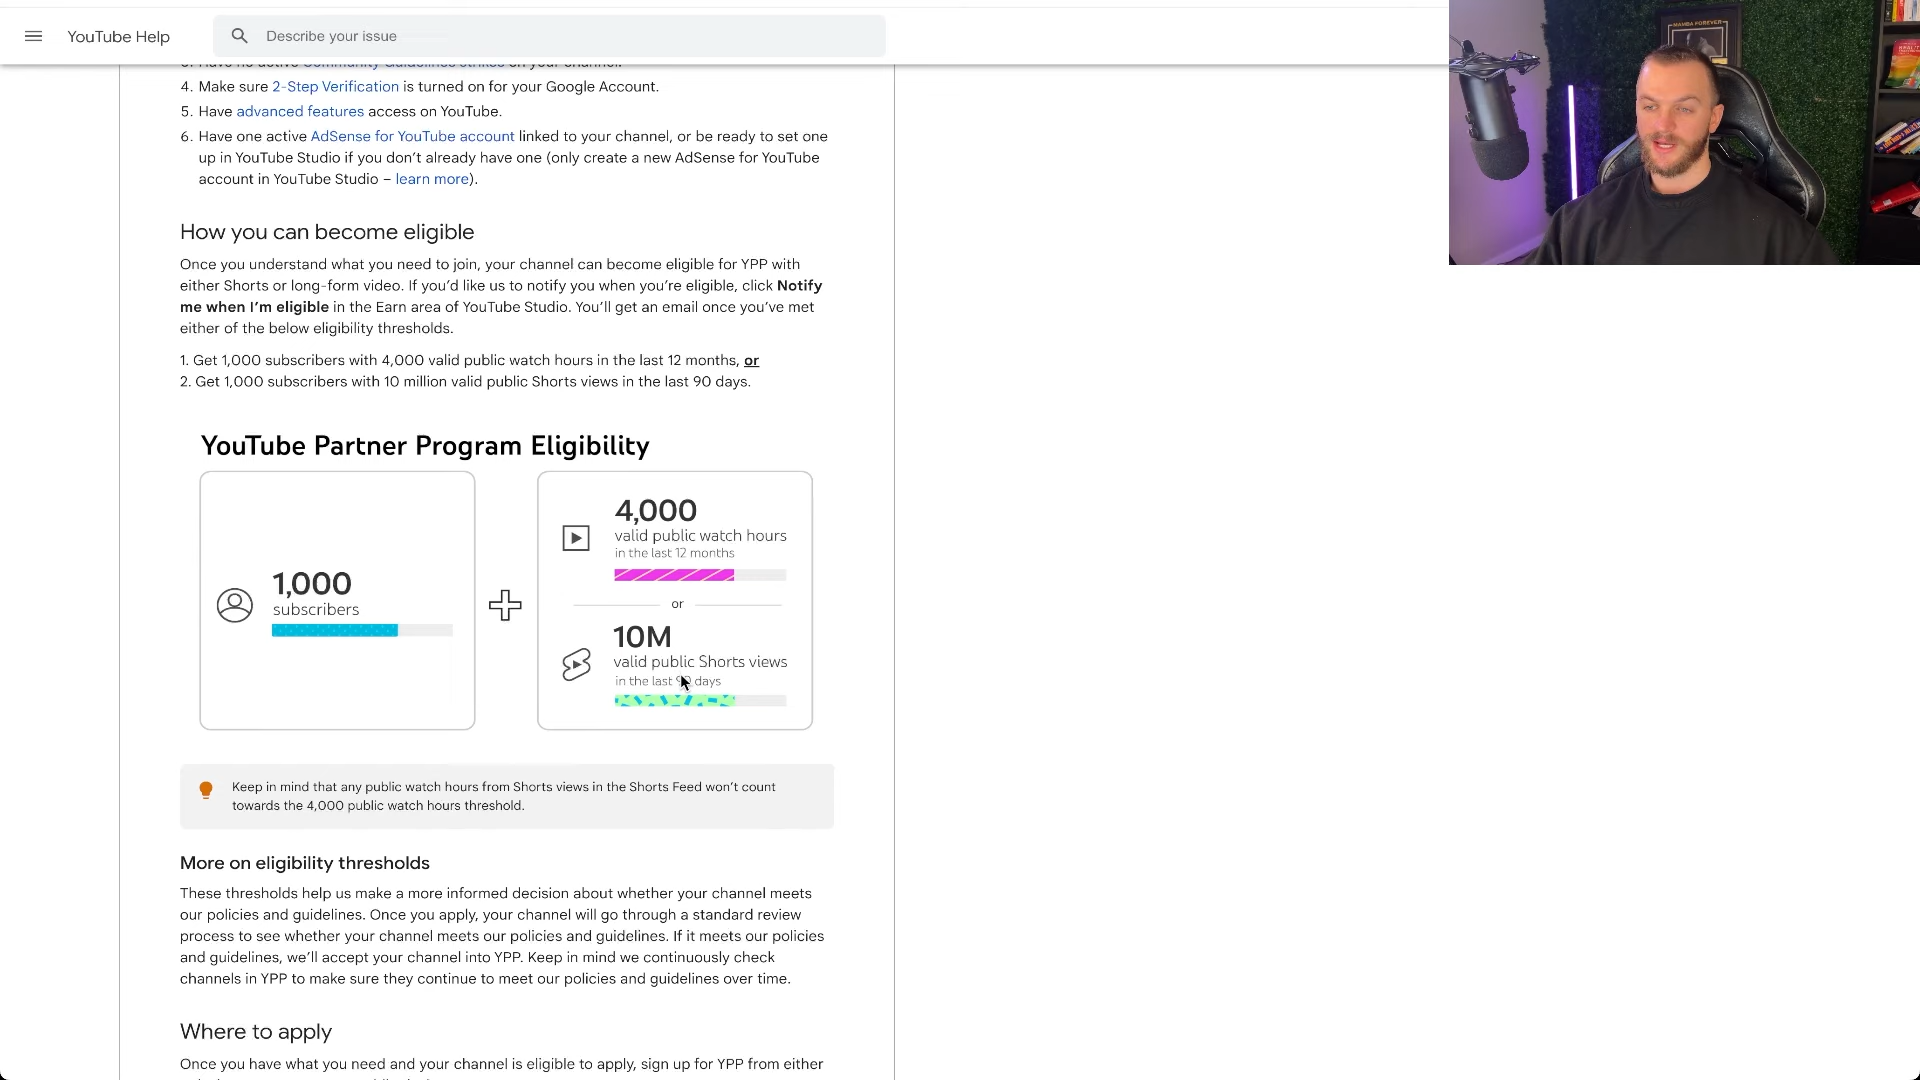 YouTube Help
Describe your issue
MAMBA FOREVER
3. Have no active Community Guidelines strikes on your channel.
4. Make sure 2-Step Verification is turned on for your Google Account.
5. Have advanced features access on YouTube.
6. Have one active AdSense for YouTube account linked to your channel, or be ready to set one
up in YouTube Studio if you don’t already have one (only create a new AdSense for YouTube
account in YouTube Studio – learn more).
How you can become eligible
Once you understand what you need to join, your channel can become eligible for YPP with
either Shorts or long-form video. If you’d like us to notify you when you’re eligible, click Notify
me when I’m eligible in the Earn area of YouTube Studio. You’ll get an email once you’ve met
either of the below eligibility thresholds.
1. Get 1,000 subscribers with 4,000 valid public watch hours in the last 12 months, or
2. Get 1,000 subscribers with 10 million valid public Shorts views in the last 90 days.
YouTube Partner Program Eligibility
1,000
subscribers
4,000
valid public watch hours
in the last 12 months
or
10M
valid public Shorts views
in the last 90 days
Keep in mind that any public watch hours from Shorts views in the Shorts Feed won’t count
towards the 4,000 public watch hours threshold.
More on eligibility thresholds
These thresholds help us make a more informed decision about whether your channel meets
our policies and guidelines. Once you apply, your channel will go through a standard review
process to see whether your channel meets our policies and guidelines. If it meets our policies
and guidelines, we’ll accept your channel into YPP. Keep in mind we continuously check
channels in YPP to make sure they continue to meet our policies and guidelines over time.
Where to apply
Once you have what you need and your channel is eligible to apply, sign up for YPP from either